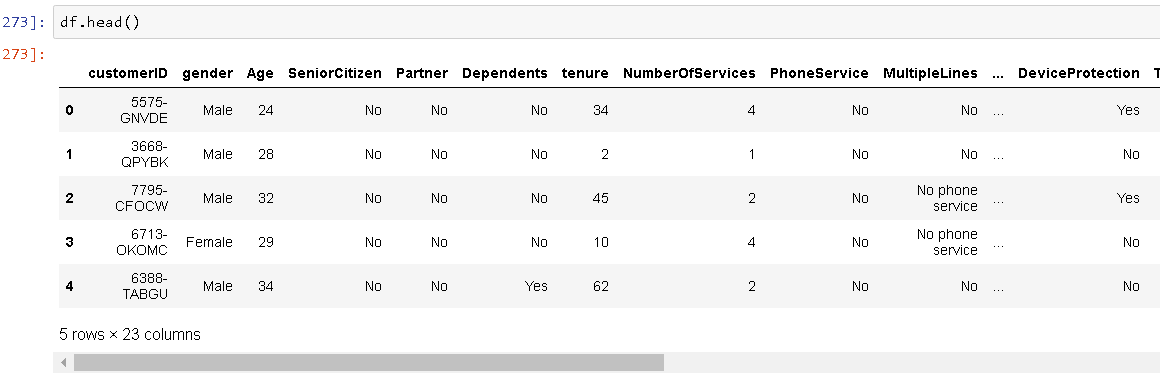 273]: df.head()
273]:
customerID gender Age SeniorCitizen Partner Dependents tenure NumberOfServices PhoneService MultipleLines ... DeviceProtection T
0 5575-GNVDE Male 24 No No No 34 4 No No ... Yes
1 3668-QPYBK Male 28 No No No 2 1 No No ... No
2 7795-CFOCW Male 32 No No No 45 2 No No phone service ... Yes
3 6713-OKOMC Female 29 No No No 10 4 No No phone service ... No
4 6388-TABGU Male 34 No No Yes 62 2 No No ... No
5 rows × 23 columns